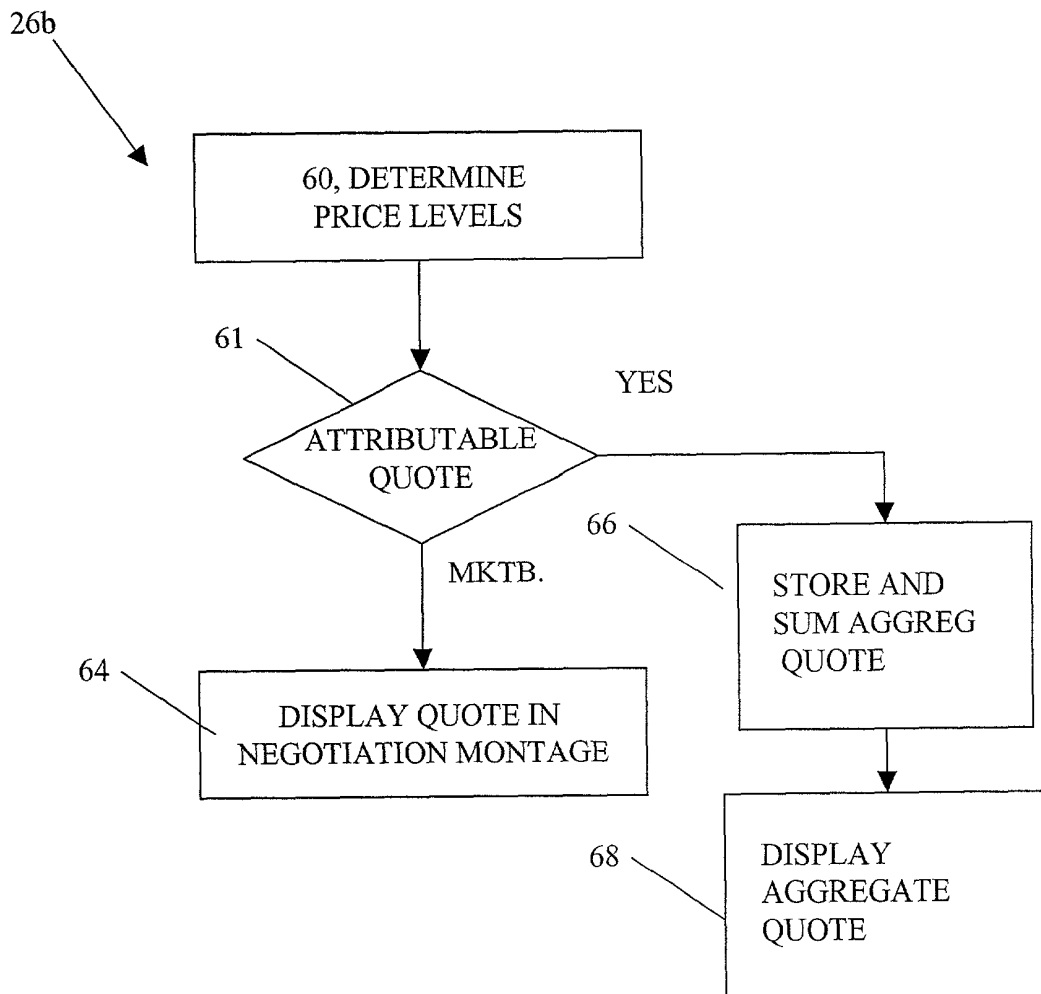 26b
60, DETERMINE
PRICE LEVELS
61
YES
ATTRIBUTABLE
QUOTE
66
MKTB.
STORE AND
SUM AGGREG
QUOTE
64
DISPLAY QUOTE IN
NEGOTIATION MONTAGE
68
DISPLAY
AGGREGATE
QUOTE